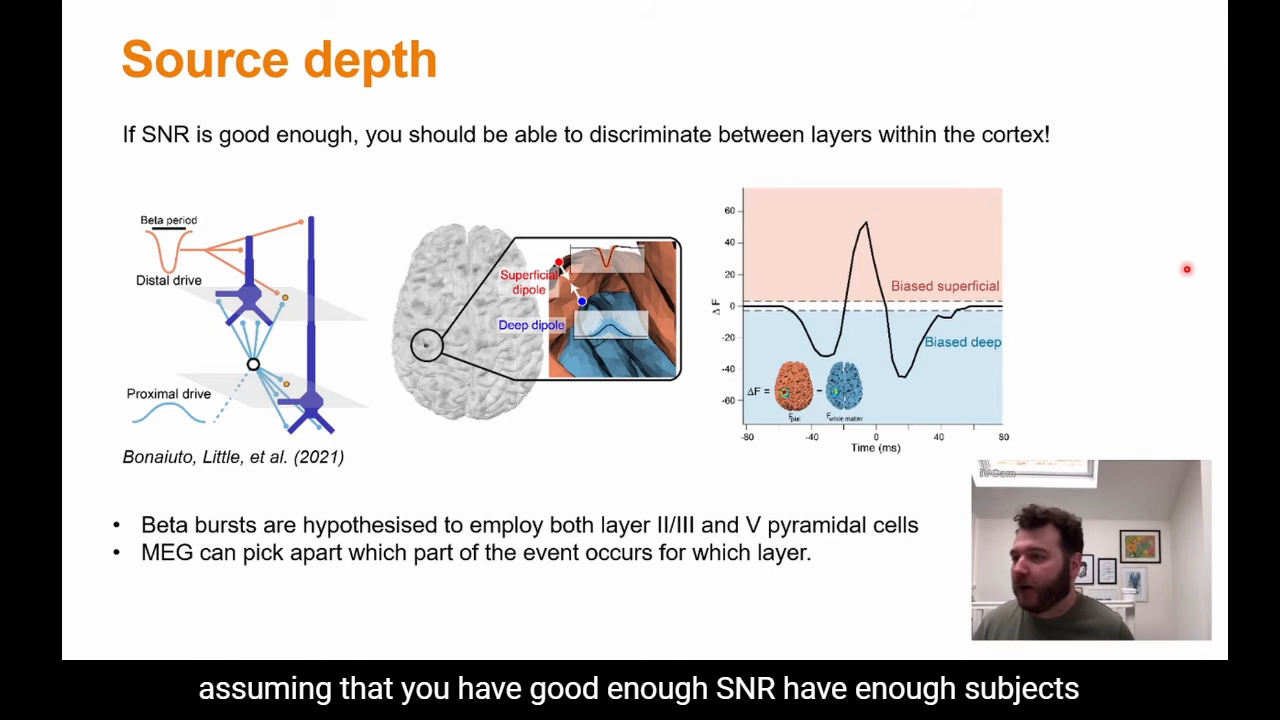 Source depth
If SNR is good enough, you should be able to discriminate between layers within the cortex!
Beta period
Distal drive
Proximal drive
Bonaiuto, Little, et al. (2021)
Superficial
dipole
Deep dipole
60
40
20
0
-20
-40
-60
Δ F
Biased superficial
Biased deep
ΔF =
-
Fpial
Fwhite matter
-80
-40
0
40
80
Time (ms)
• Beta bursts are hypothesised to employ both layer II/III and V pyramidal cells
• MEG can pick apart which part of the event occurs for which layer.
assuming that you have good enough SNR have enough subjects